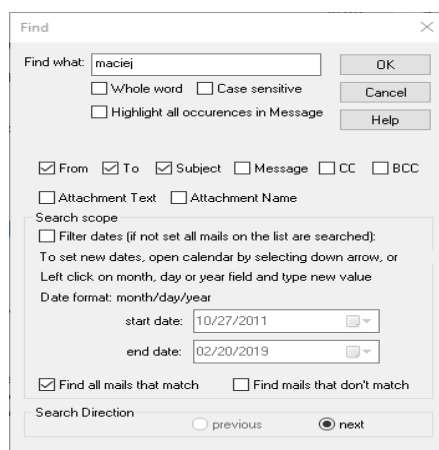 Find
Find what: maciej OK
Whole word Case sensitive Cancel
Highlight all occurences in Message Help
From To Subject Message CC BCC
Attachment Text Attachment Name
Search scope
Filter dates (if not set all mails on the list are searched):
To set new dates, open calendar by selecting down arrow, or
Left click on month, day or year field and type new value
Date format: month/day/year
start date: 10/27/2011
end date: 02/20/2019
Find all mails that match Find mails that don't match
Search Direction
previous next